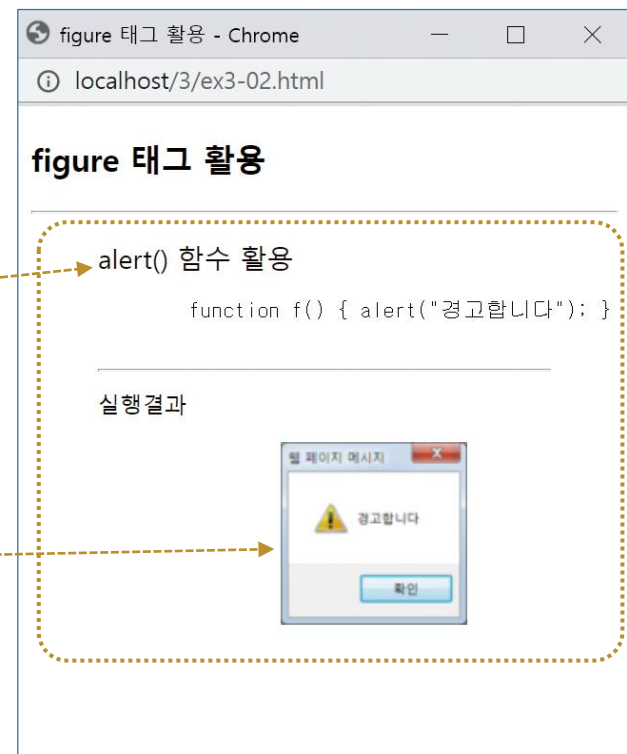 figure 태그 활용 - Chrome
localhost/3/ex3-02.html
figure 태그 활용
alert() 함수 활용
function f() { alert("경고합니다"); }
실행결과
웹 페이지 메시지
경고합니다
확인